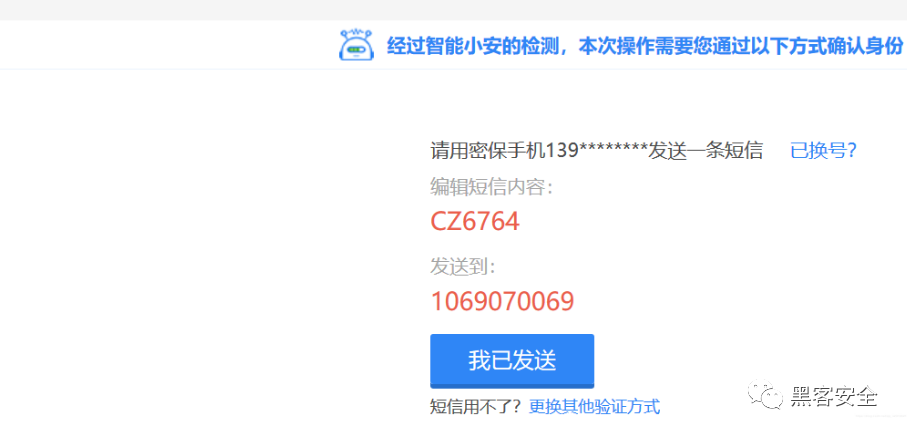 经过智能小安的检测，本次操作需要您通过以下方式确认身份
请用密保手机139********发送一条短信 已换号?
编辑短信内容：
CZ6764
发送到：
1069070069
我已发送
短信用不了？更换其他验证方式
黑客安全